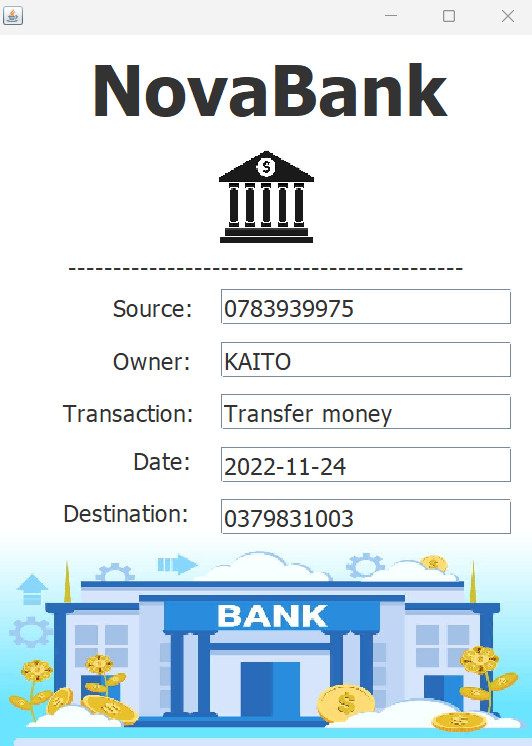 NovaBank
$
--------------------------------------------
Source: 0783939975
Owner: KAITO
Transaction: Transfer money
Date: 2022-11-24
Destination: 0379831003
BANK
$
$